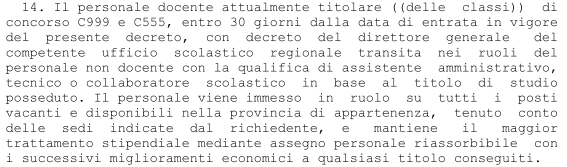 14. Il personale docente attualmente titolare ((delle classi)) di
concorso C999 e C555, entro 30 giorni dalla data di entrata in vigore
del presente decreto, con decreto del direttore generale del
competente ufficio scolastico regionale transita nei ruoli del
personale non docente con la qualifica di assistente amministrativo,
tecnico o collaboratore scolastico in base al titolo di studio
posseduto. Il personale viene immesso in ruolo su tutti i posti
vacanti e disponibili nella provincia di appartenenza, tenuto conto
delle sedi indicate dal richiedente, e mantiene il maggior
trattamento stipendiale mediante assegno personale riassorbibile con
i successivi miglioramenti economici a qualsiasi titolo conseguiti.